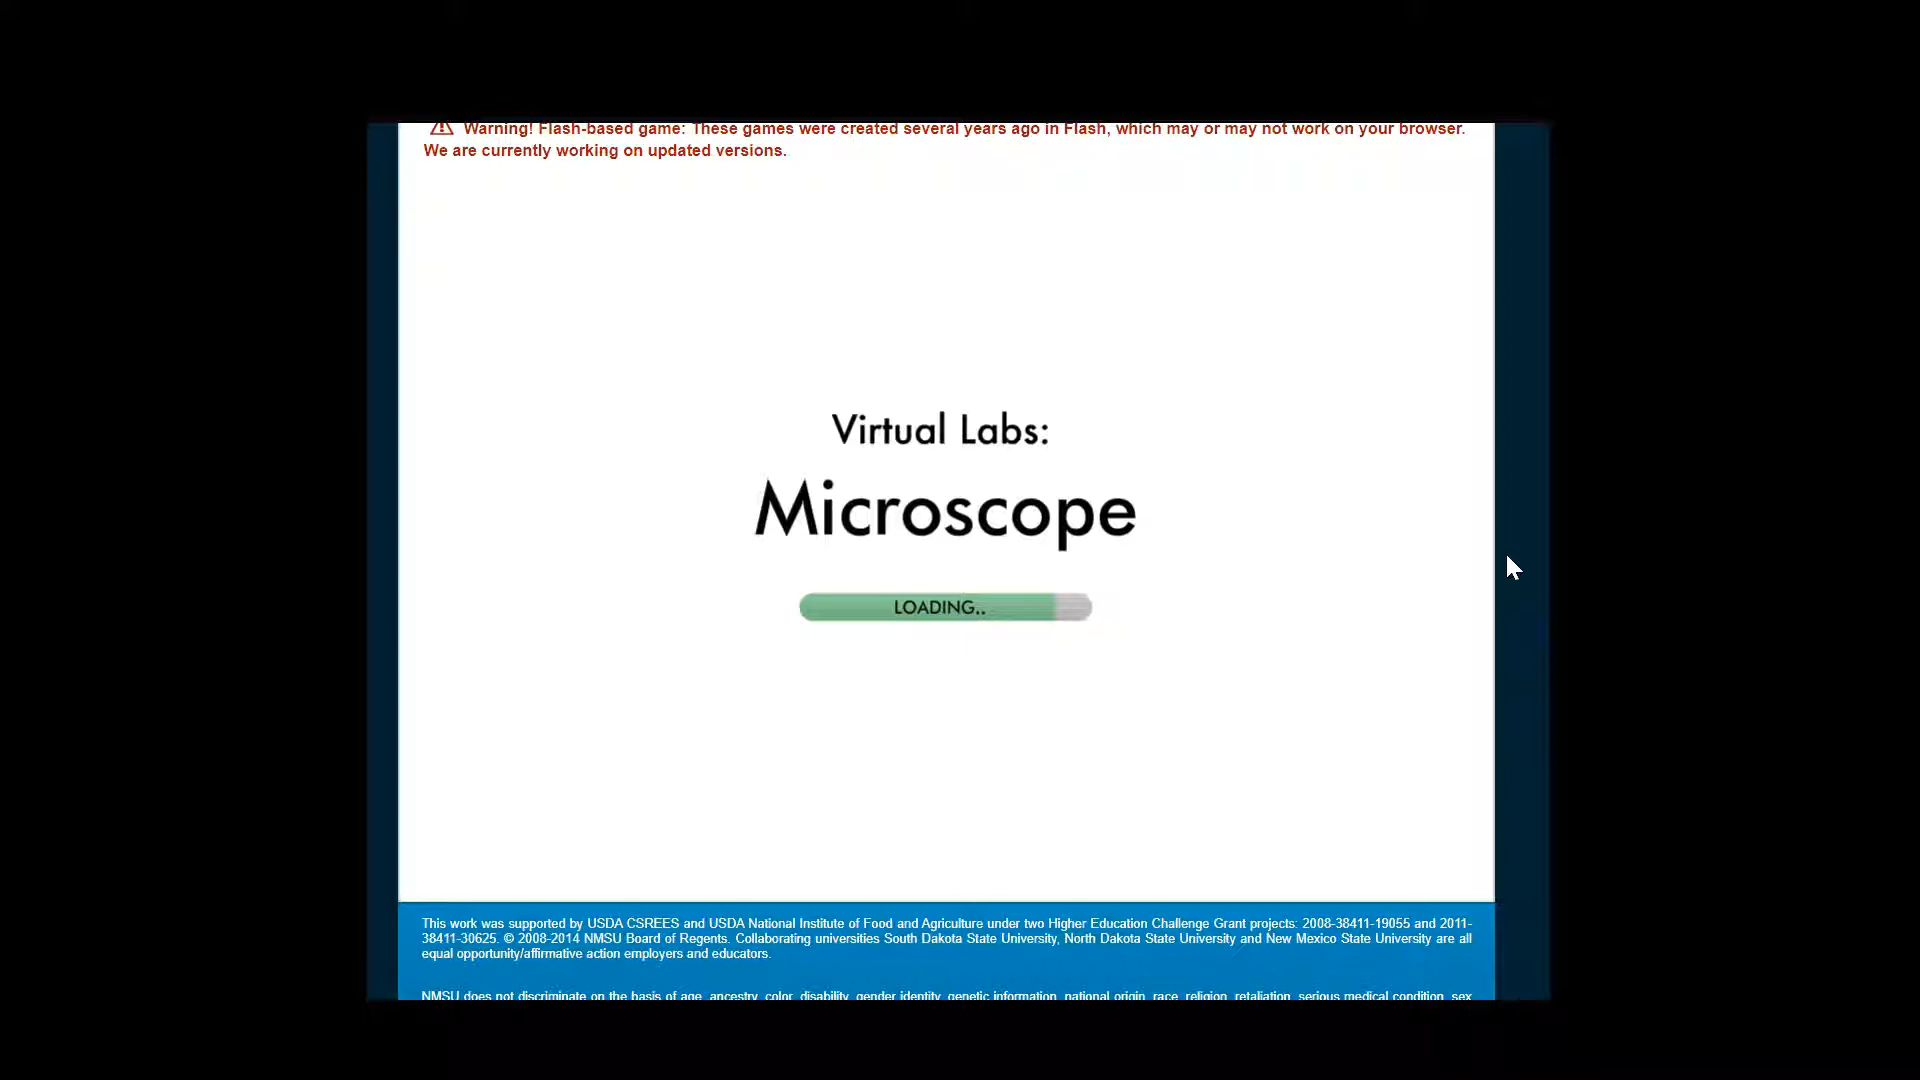 Warning! Flash-based game: These games were created several years ago in Flash, which may or may not work on your browser.
We are currently working on updated versions.
Virtual Labs:
Microscope
LOADING..
This work was supported by USDA CSREES and USDA National Institute of Food and Agriculture under two Higher Education Challenge Grant projects: 2008-38411-19055 and 2011-
38411-30625. © 2008-2014 NMSU Board of Regents. Collaborating universities South Dakota State University, North Dakota State University and New Mexico State University are all
equal opportunity/affirmative action employers and educators.
NMSU does not discriminate on the basis of age, ancestry, color, disability, gender identity, genetic information, national origin, race, religion, retaliation, serious medical condition, sex